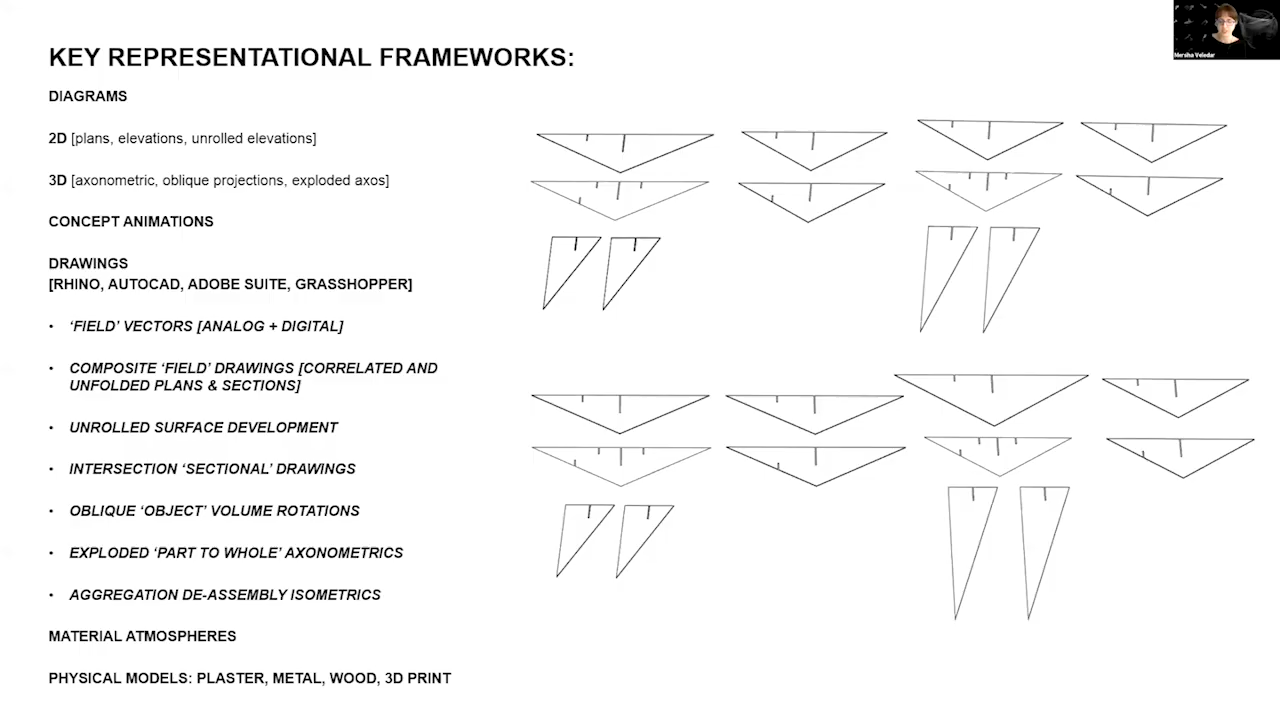 KEY REPRESENTATIONAL FRAMEWORKS:
DIAGRAMS
2D [plans, elevations, unrolled elevations]
3D [axonometric, oblique projections, exploded axos]
CONCEPT ANIMATIONS
DRAWINGS
[RHINO, AUTOCAD, ADOBE SUITE, GRASSHOPPER]
• ‘FIELD’ VECTORS [ANALOG + DIGITAL]
• COMPOSITE ‘FIELD’ DRAWINGS [CORRELATED AND
UNFOLDED PLANS & SECTIONS]
• UNROLLED SURFACE DEVELOPMENT
• INTERSECTION ‘SECTIONAL’ DRAWINGS
• OBLIQUE ‘OBJECT’ VOLUME ROTATIONS
• EXPLODED ‘PART TO WHOLE’ AXONOMETRICS
• AGGREGATION DE-ASSEMBLY ISOMETRICS
MATERIAL ATMOSPHERES
PHYSICAL MODELS: PLASTER, METAL, WOOD, 3D PRINT